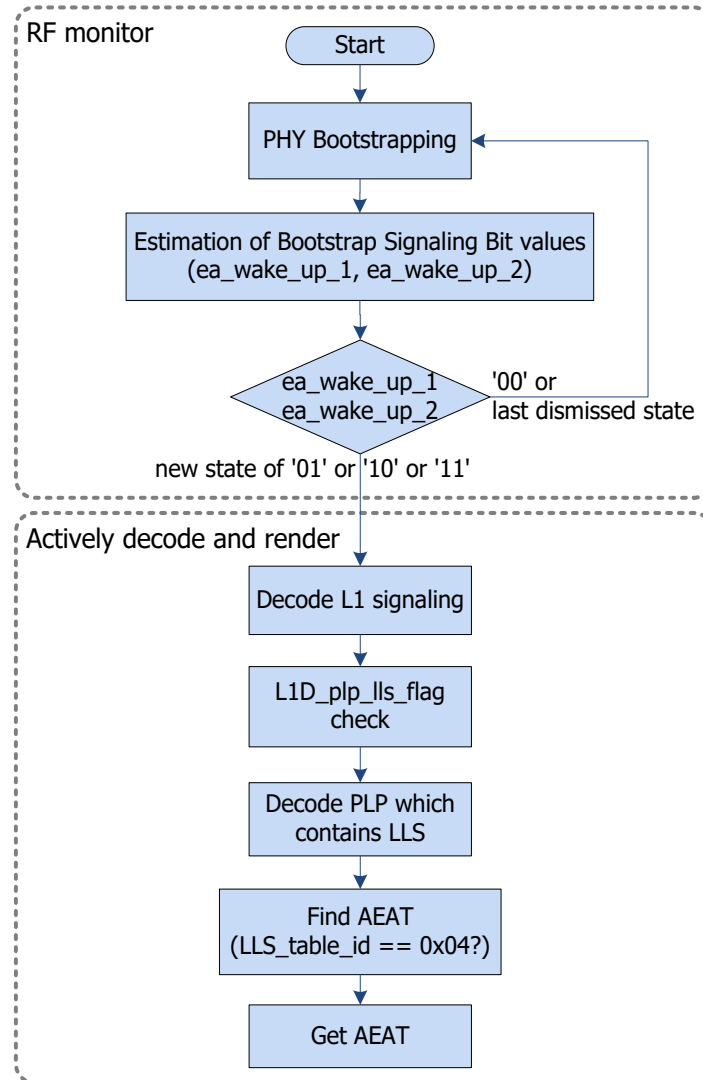 RF monitor
Start
PHY Bootstrapping
Estimation of Bootstrap Signaling Bit values
(ea_wake_up_1, ea_wake_up_2)
ea_wake_up_1
ea_wake_up_2
'00' or
last dismissed state
new state of '01' or '10' or '11'
Actively decode and render
Decode L1 signaling
L1D_plp_lls_flag
check
Decode PLP which
contains LLS
Find AEAT
(LLS_table_id == 0x04?)
Get AEAT